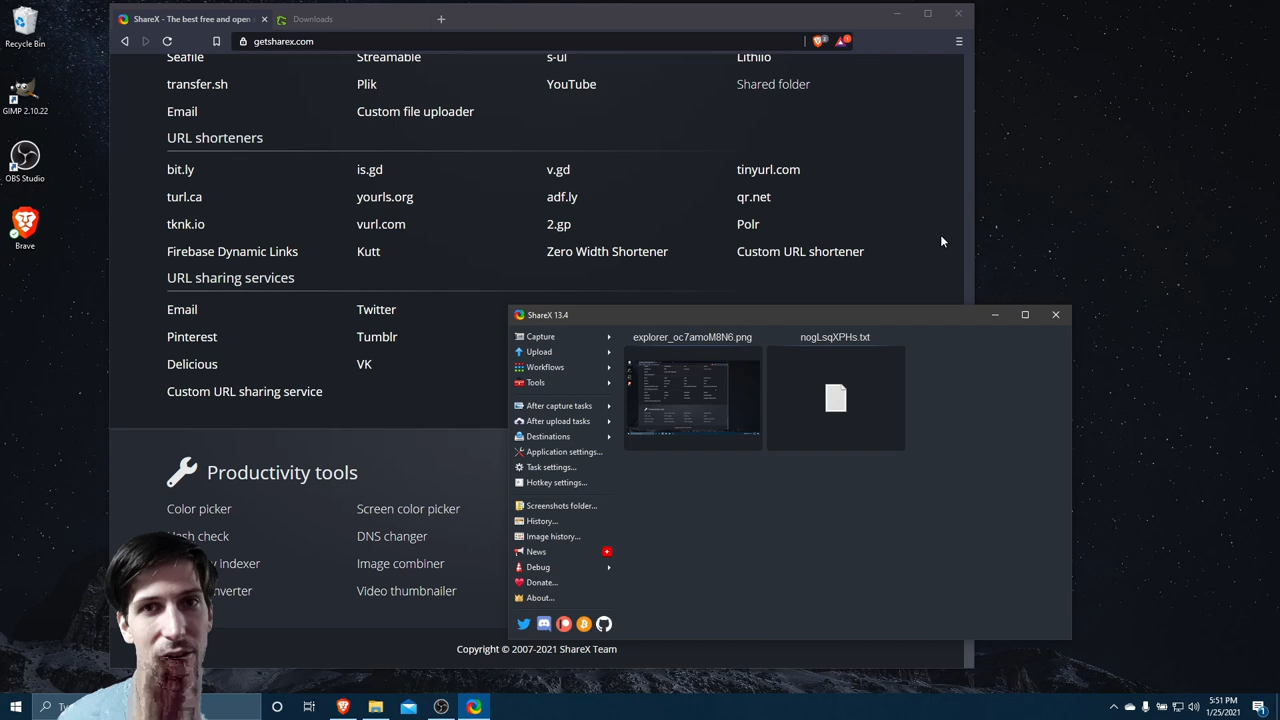 Recycle Bin
GIMP 2.10.22
OBS Studio
Brave
ShareX - The best free and open
Downloads
getsharex.com
2
1
Seafile Streamable s-ul Lithiio
transfer.sh Plik YouTube Shared folder
Email Custom file uploader
URL shorteners
bit.ly is.gd v.gd tinyurl.com
turl.ca yourls.org adf.ly qr.net
tknk.io vurl.com 2.gp Polr
Firebase Dynamic Links Kutt Zero Width Shortener Custom URL shortener
URL sharing services
Email Twitter
Pinterest Tumblr
Delicious VK
Custom URL sharing service
Productivity tools
Color picker Screen color picker
Hash check DNS changer
indexer Image combiner
Video thumbnailer
Copyright © 2007-2021 ShareX Team
ShareX 13.4
Capture
Upload
Workflows
Tools
After capture tasks
After upload tasks
Destinations
Application settings...
Task settings...
Hotkey settings...
Screenshots folder...
History...
Image history...
News
Debug
Donate...
About...
explorer_oc7amoM8N6.png nogLsqXPHs.txt
5:51 PM
1/25/2021
1